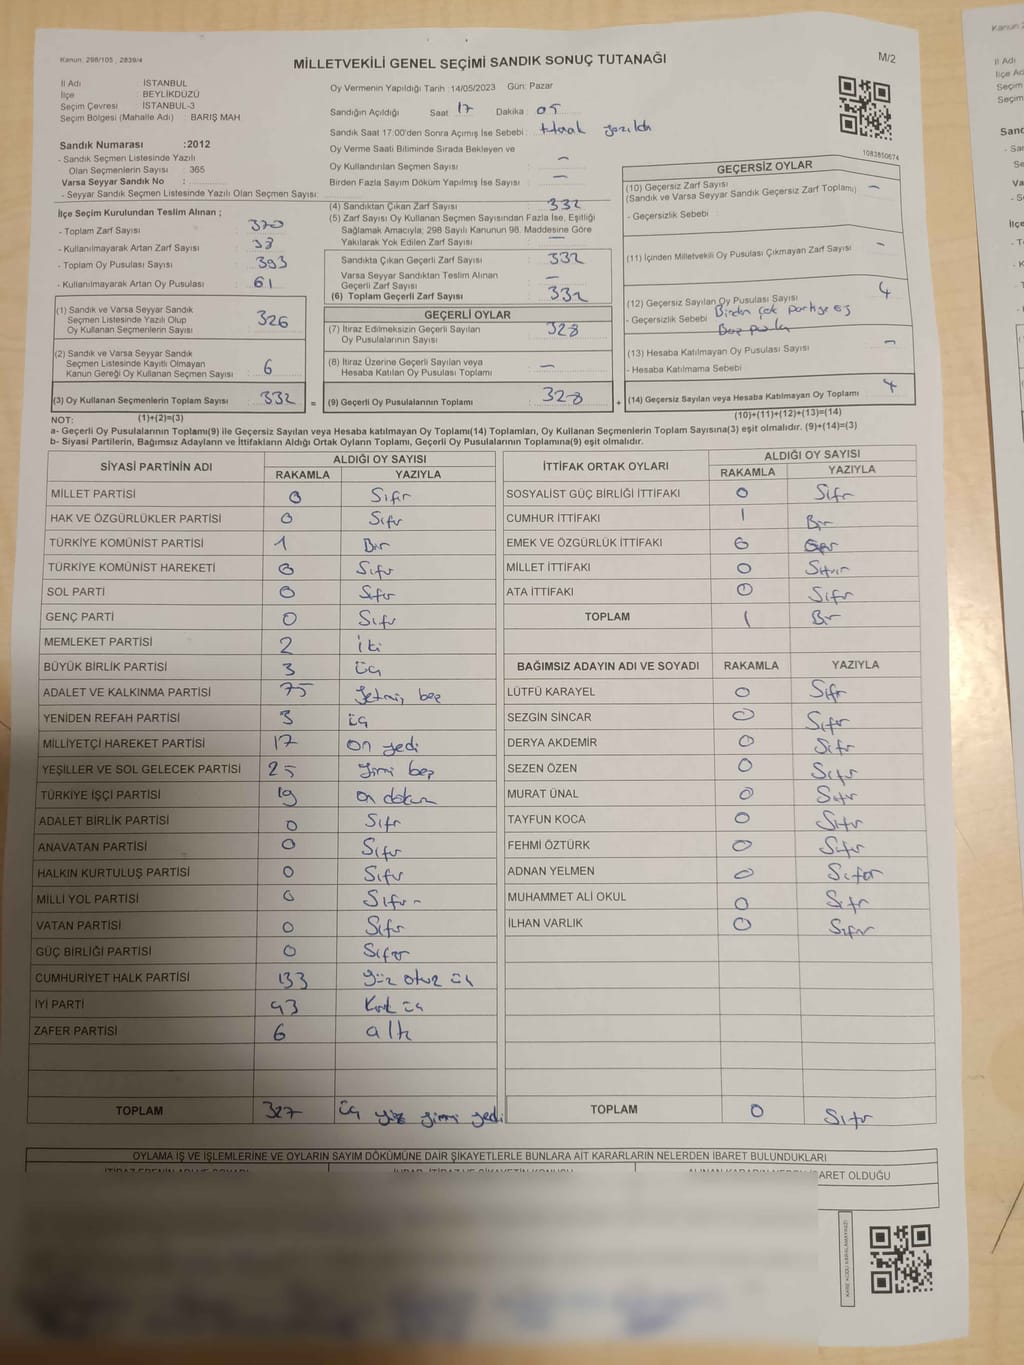 Kanun: 298/105 , 2839/4
MİLLETVEKİLİ GENEL SEÇİMİ SANDIK SONUÇ TUTANAĞI
M/2
İl Adı : İSTANBUL
İlçe : BEYLİKDÜZÜ
Seçim Çevresi : İSTANBUL-3
Seçim Bölgesi (Mahalle Adı) : BARIŞ MAH
Sandık Numarası :2012
- Sandık Seçmen Listesinde Yazılı
Olan Seçmenlerin Sayısı : 365
Varsa Seyyar Sandık No :
- Seyyar Sandık Seçmen Listesinde Yazılı Olan Seçmen Sayısı:
Oy Vermenin Yapıldığı Tarih :14/05/2023 Gün: Pazar
Sandığın Açıldığı Saat 17 Dakika : 05
Sandık Saat 17:00'den Sonra Açımış İse Sebebi : tutanak yazıldı
Oy Verme Saati Bitiminde Sırada Bekleyen ve
Oy Kullandırılan Seçmen Sayısı : -
Birden Fazla Sayım Döküm Yapılmış İse Sayısı : -
1083850674
İlçe Seçim Kurulundan Teslim Alınan ;
- Toplam Zarf Sayısı : 370
- Kullanılmayarak Artan Zarf Sayısı : 38
- Toplam Oy Pusulası Sayısı : 393
- Kullanılmayarak Artan Oy Pusulası : 61
(1) Sandık ve Varsa Seyyar Sandık
Seçmen Listesinde Yazılı Olup
Oy Kullanan Seçmenlerin Sayısı : 326
(2) Sandık ve Varsa Seyyar Sandık
Seçmen Listesinde Kayıtlı Olmayan
Kanun Gereği Oy Kullanan Seçmen Sayısı : 6
(3) Oy Kullanan Seçmenlerin Toplam Sayısı : 332
(1)+(2)=(3)
(4) Sandıktan Çıkan Zarf Sayısı : 332
(5) Zarf Sayısı Oy Kullanan Seçmen Sayısından Fazla İse, Eşitliği
Sağlamak Amacıyla; 298 Sayılı Kanunun 98. Maddesine Göre
Yakılarak Yok Edilen Zarf Sayısı : -
Sandıkta Çıkan Geçerli Zarf Sayısı : 332
Varsa Seyyar Sandıktan Teslim Alınan
Geçerli Zarf Sayısı : -
(6) Toplam Geçerli Zarf Sayısı : 332
GEÇERLİ OYLAR
(7) İtiraz Edilmeksizin Geçerli Sayılan
Oy Pusulalarının Sayısı : 328
(8) İtiraz Üzerine Geçerli Sayılan veya
Hesaba Katılan Oy Pusulası Toplamı : -
= (9) Geçerli Oy Pusulalarının Toplamı : 328 +
GEÇERSİZ OYLAR
(10) Geçersiz Zarf Sayısı
(Sandık ve Varsa Seyyar Sandık Geçersiz Zarf Toplamı) -
- Geçersizlik Sebebi :
(11) İçinden Milletvekili Oy Pusulası Çıkmayan Zarf Sayısı -
(12) Geçersiz Sayılan Oy Pusulası Sayısı 4
- Geçersizlik Sebebi : Birden çok partiye
(13) Hesaba Katılmayan Oy Pusulası Sayısı -
- Hesaba Katılmama Sebebi
(14) Geçersiz Sayılan veya Hesaba Katılmayan Oy Toplamı 4
(10)+(11)+(12)+(13)=(14)
NOT:
a- Geçerli Oy Pusulalarının Toplamı(9) ile Geçersiz Sayılan veya Hesaba katılmayan Oy Toplamı(14) Toplamları, Oy Kullanan Seçmenlerin Toplam Sayısına(3) eşit olmalıdır. (9)+(14)=(3)
b- Siyasi Partilerin, Bağımsız Adayların ve İttifakların Aldığı Ortak Oyların Toplamı, Geçerli Oy Pusulalarının Toplamına(9) eşit olmalıdır.
SİYASİ PARTİNİN ADI ALDIĞI OY SAYISI
RAKAMLA YAZIYLA
MİLLET PARTİSİ 0 Sıfır
HAK VE ÖZGÜRLÜKLER PARTİSİ 0 Sıfır
TÜRKİYE KOMÜNİST PARTİSİ 1 Bir
TÜRKİYE KOMÜNİST HAREKETİ 0 Sıfır
SOL PARTİ 0 Sıfır
GENÇ PARTİ 0 Sıfır
MEMLEKET PARTİSİ 2 iki
BÜYÜK BİRLİK PARTİSİ 3 üç
ADALET VE KALKINMA PARTİSİ 75 Yetmiş beş
YENİDEN REFAH PARTİSİ 3 üç
MİLLİYETÇİ HAREKET PARTİSİ 17 on yedi
YEŞİLLER VE SOL GELECEK PARTİSİ 25 yirmi beş
TÜRKİYE İŞÇİ PARTİSİ 19 on dokuz
ADALET BİRLİK PARTİSİ 0 Sıfır
ANAVATAN PARTİSİ 0 Sıfır
HALKIN KURTULUŞ PARTİSİ 0 Sıfır
MİLLİ YOL PARTİSİ 0 Sıfır
VATAN PARTİSİ 0 Sıfır
GÜÇ BİRLİĞİ PARTİSİ 0 Sıfır
CUMHURİYET HALK PARTİSİ 133 Yüz otuz üç
İYİ PARTİ 43 Kırk üç
ZAFER PARTİSİ 6 altı
TOPLAM 327 üç yüz yirmi yedi
İTTİFAK ORTAK OYLARI ALDIĞI OY SAYISI
RAKAMLA YAZIYLA
SOSYALİST GÜÇ BİRLİĞİ İTTİFAKI 0 Sıfır
CUMHUR İTTİFAKI 1 Bir
EMEK VE ÖZGÜRLÜK İTTİFAKI 0
MİLLET İTTİFAKI 0 Sıfır
ATA İTTİFAKI 0 Sıfır
TOPLAM 1 Bir
BAĞIMSIZ ADAYIN ADI VE SOYADI RAKAMLA YAZIYLA
LÜTFÜ KARAYEL 0 Sıfır
SEZGİN SİNCAR 0 Sıfır
DERYA AKDEMİR 0 Sıfır
SEZEN ÖZEN 0 Sıfır
MURAT ÜNAL 0 Sıfır
TAYFUN KOCA 0 Sıfır
FEHMİ ÖZTÜRK 0 Sıfır
ADNAN YELMEN 0 Sıfır
MUHAMMET ALİ OKUL 0 Sıfır
İLHAN VARLIK 0 Sıfır
TOPLAM 0 Sıfır
OYLAMA İŞ VE İŞLEMLERİNE VE OYLARIN SAYIM DÖKÜMÜNE DAİR ŞİKAYETLERLE BUNLARA AİT KARARLARIN NELERDEN İBARET BULUNDUKLARI
KARE KODU KARALAMAYINIZ!